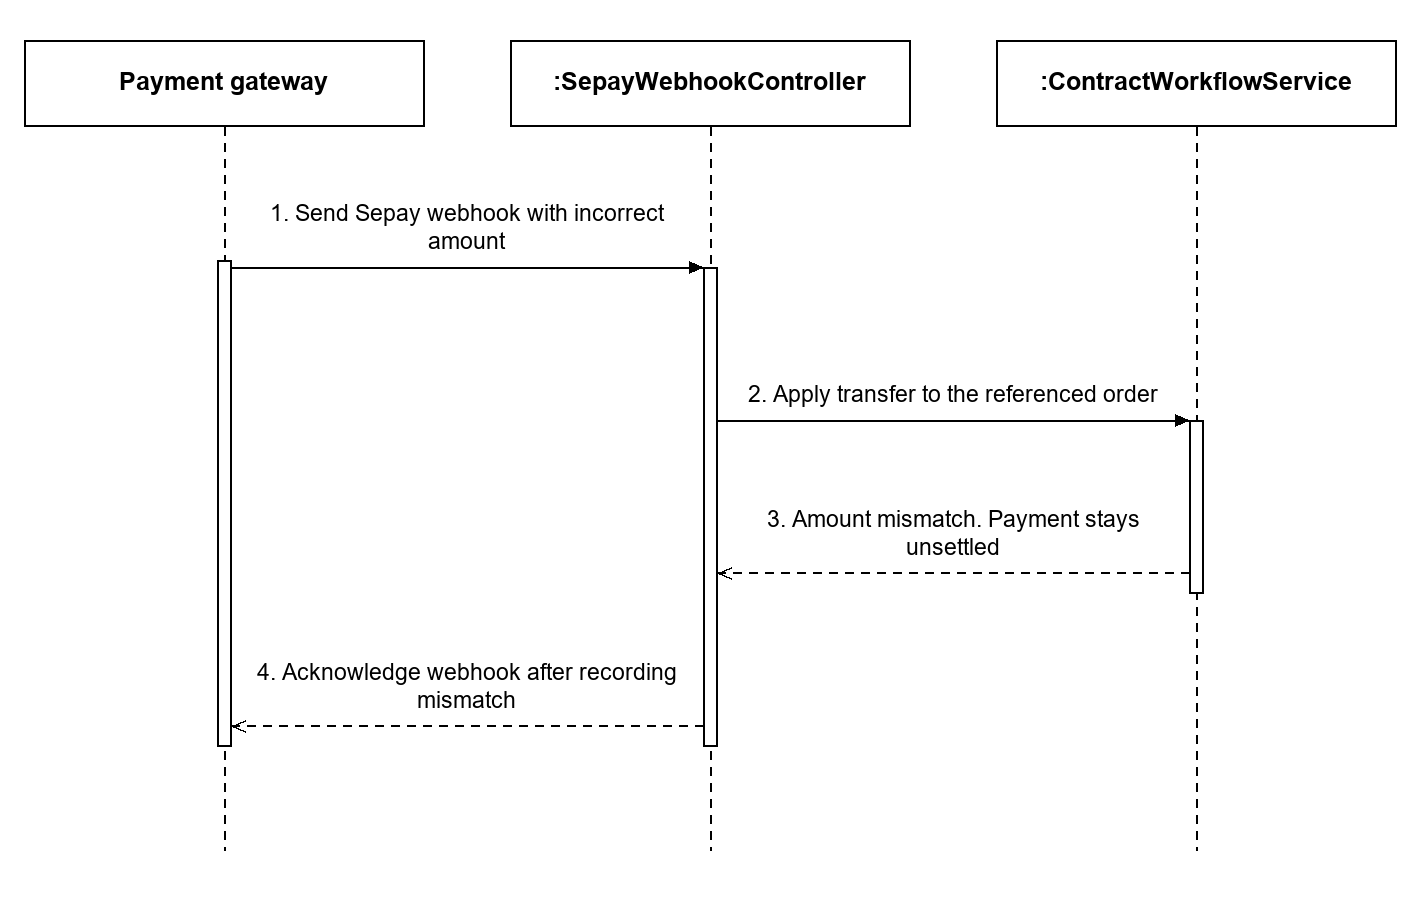 Payment gateway
:SepayWebhookController
:ContractWorkflowService
1. Send Sepay webhook with incorrect
amount
2. Apply transfer to the referenced order
3. Amount mismatch. Payment stays
unsettled
4. Acknowledge webhook after recording
mismatch